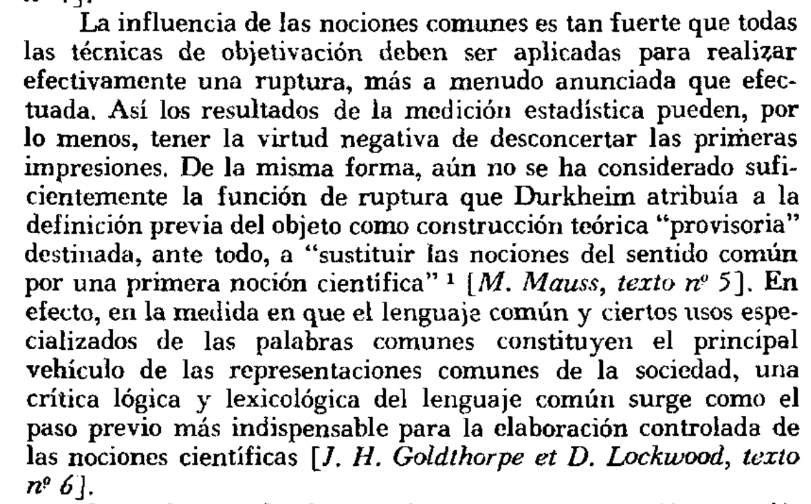 La influencia de las nociones comunes es tan fuerte que todas
las técnicas de objetivación deben ser aplicadas para realizar
efectivamente una ruptura, más a menudo anunciada que efec-
tuada. Así los resultados de la medición estadística pueden, por
lo menos, tener la virtud negativa de desconcertar las primeras
impresiones. De la misma forma, aún no se ha considerado sufi-
cientemente la función de ruptura que Durkheim atribuía a la
definición previa del objeto como construcción teórica “provisoria”
destinada, ante todo, a “sustituir las nociones del sentido común
por una primera noción científica” ¹ [M. Mauss, texto nº 5]. En
efecto, en la medida en que el lenguaje común y ciertos usos espe-
cializados de las palabras comunes constituyen el principal
vehículo de las representaciones comunes de la sociedad, una
crítica lógica y lexicológica del lenguaje común surge como el
paso previo más indispensable para la elaboración controlada de
las nociones científicas [J. H. Goldthorpe et D. Lockwood, texto
nº 6].